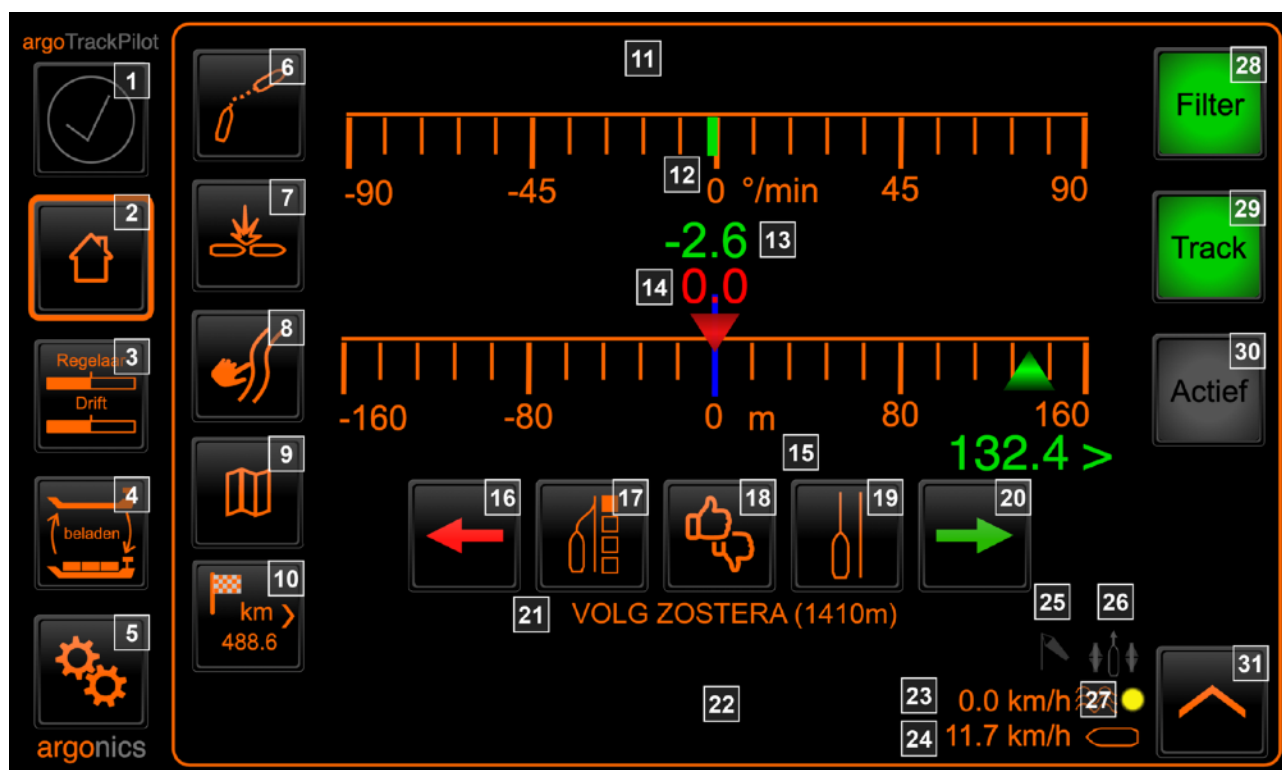 argoTrackPilot
1
2
Regelaar 3
Drift
4
beladen
5
argonics
6
7
8
9
10
km >
488.6
11
-90 -45 12 0 °/min 45 90
-2.6 13
14 0.0
-160 -80 0 m 80 160
15 132.4 >
16 17 18 19 20
21 VOLG ZOSTERA (1410m)
22
25 26
23 0.0 km/h 27
24 11.7 km/h
28
Filter
29
Track
30
Actief
31